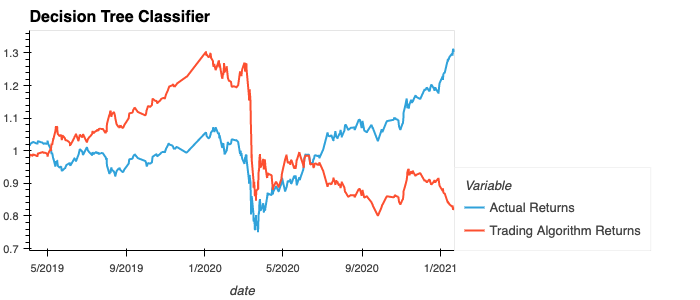 Decision Tree Classifier
1.3
1.2
1.1
1
0.9
0.8
0.7
5/2019 9/2019 1/2020 5/2020 9/2020 1/2021
date
Variable
Actual Returns
Trading Algorithm Returns